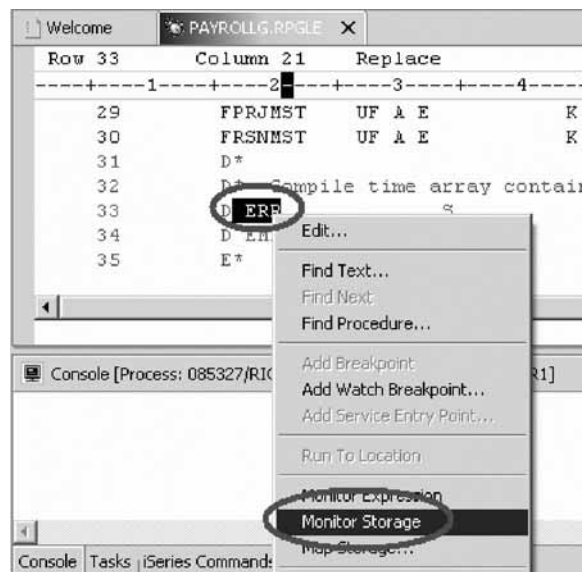 Welcome PAYROLLG.RPGLE
Row 33 Column 21 Replace
----+----1----+----2----+----3----+----4-----
29 FPRJMST UF A E K
30 FRSNMST UF A E K
31 D*
32 D* Compile time array contain
33 D ERR S
34 D EM
35 E*
Edit...
Find Text...
Find Next
Find Procedure...
Add Breakpoint
Console [Process: 085327/RI R1]
Add Watch Breakpoint...
Add Service Entry Point...
Run To Location
Monitor Expression
Monitor Storage
Map Storage...
Console Tasks iSeries Commands